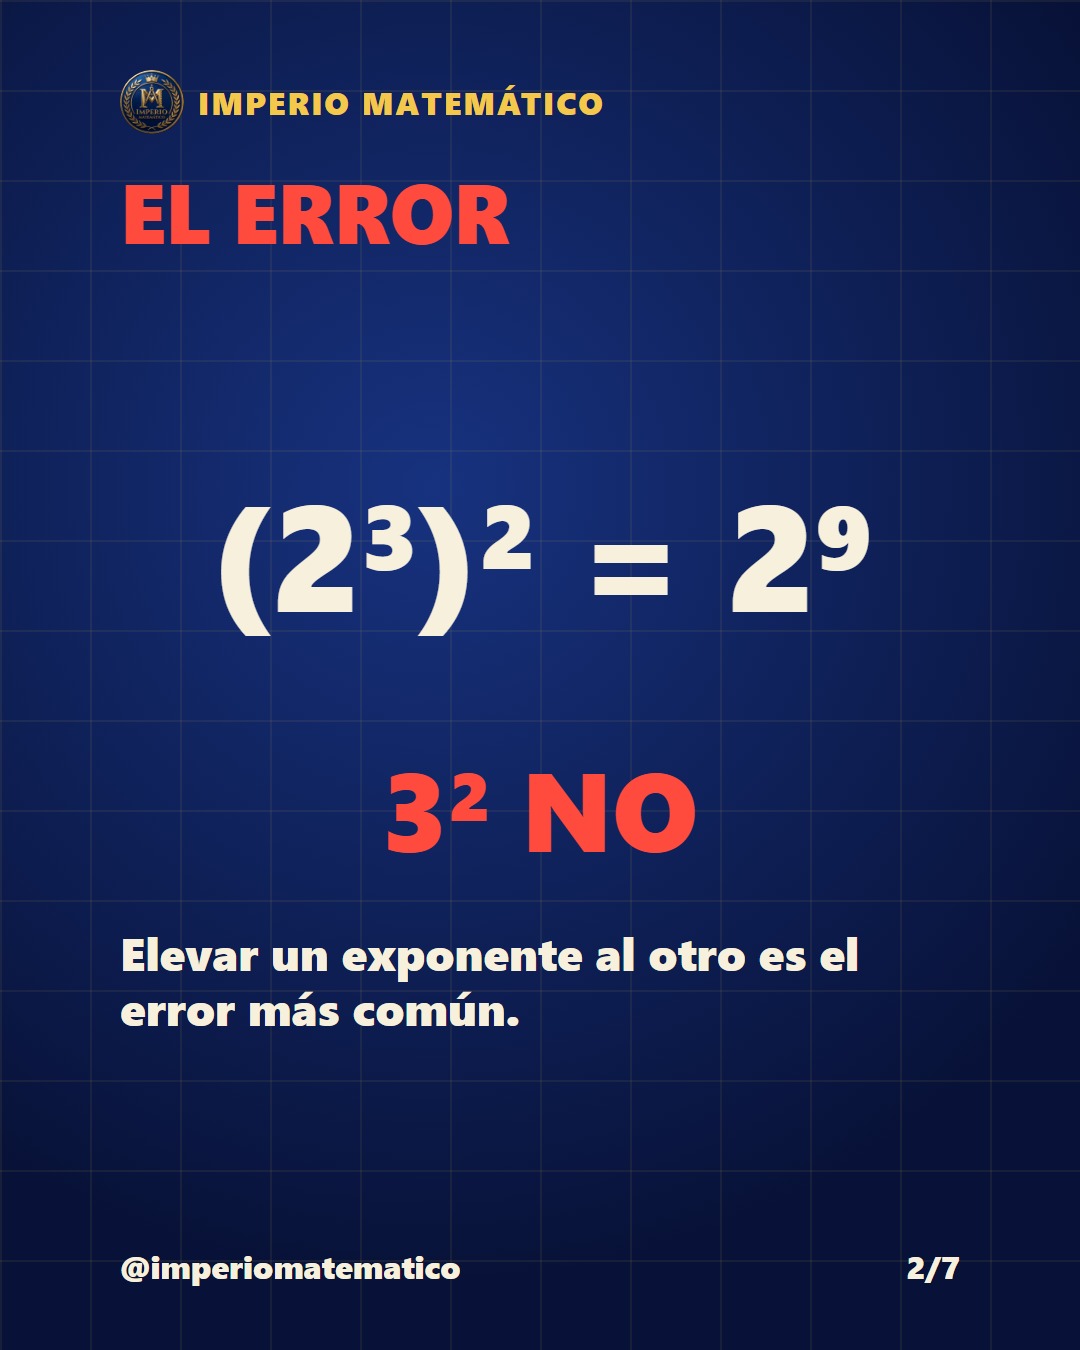 IMPERIO MATEMÁTICO
EL ERROR
(2³)² = 2⁹
3² NO
Elevar un exponente al otro es el
error más común.
@imperiomatematico
2/7